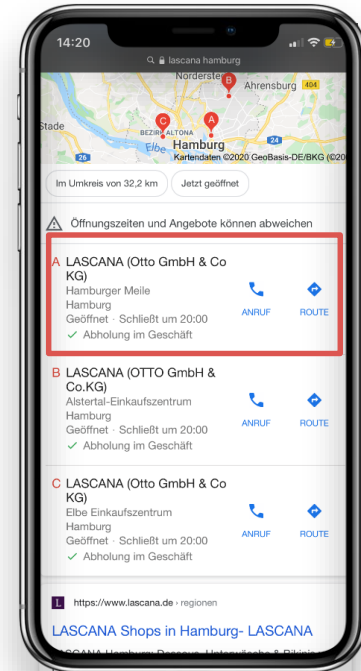 14:20
lascana hamburg
Norderste
B
Ahrensburg
404
Stade
C
A
BEZIRK ALTONA
Elbe
Hamburg
24
26
Kartendaten ©2020 GeoBasis-DE/BKG (©20
Im Umkreis von 32,2 km
Jetzt geöffnet
Öffnungszeiten und Angebote können abweichen
A LASCANA (Otto GmbH & Co
KG)
Hamburger Meile
Hamburg
Geöffnet · Schließt um 20:00
Abholung im Geschäft
ANRUF
ROUTE
B LASCANA (OTTO GmbH &
Co.KG)
Alstertal-Einkaufszentrum
Hamburg
Geöffnet · Schließt um 20:00
Abholung im Geschäft
ANRUF
ROUTE
C LASCANA (Otto GmbH & Co
KG)
Elbe Einkaufszentrum
Hamburg
Geöffnet · Schließt um 20:00
Abholung im Geschäft
ANRUF
ROUTE
L https://www.lascana.de › regionen
LASCANA Shops in Hamburg- LASCANA